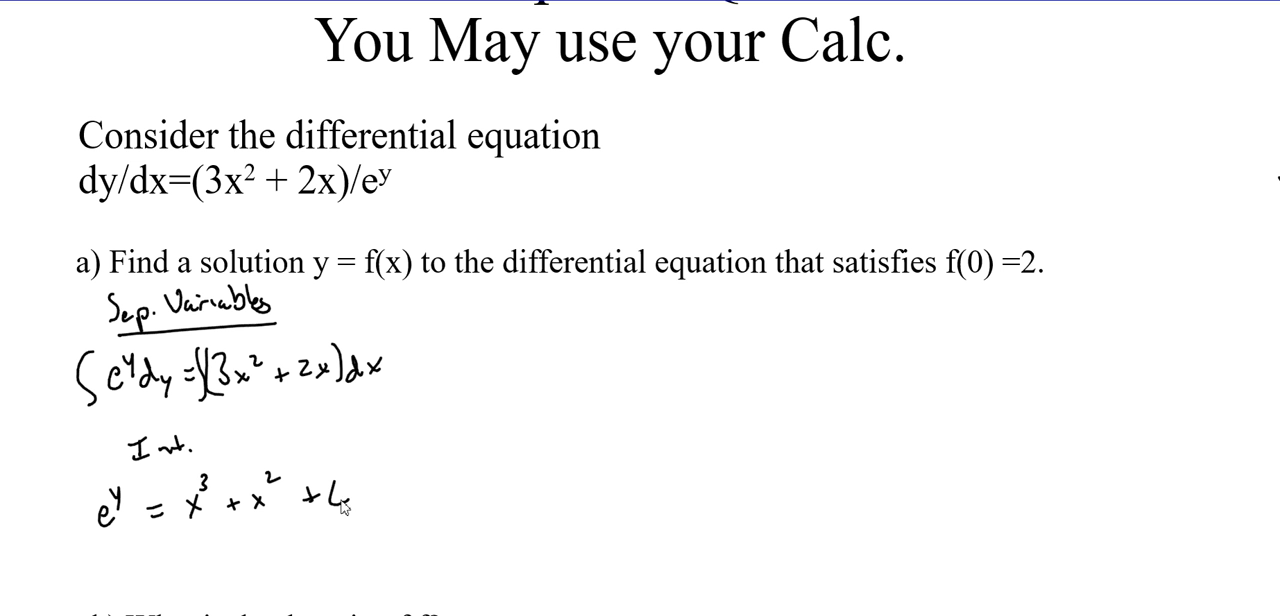 You May use your Calc.
Consider the differential equation
dy/dx=(3x² + 2x)/eʸ
a) Find a solution y = f(x) to the differential equation that satisfies f(0) =2.
Sep. Variables
∫ eʸdy = ∫(3x² + 2x)dx
Int.
eʸ = x³ + x² +